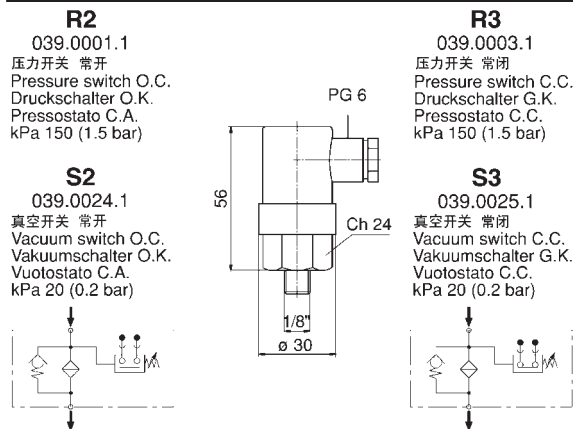 R2
039.0001.1
压力开关 常开
Pressure switch O.C.
Druckschalter O.K.
Pressostato C.A.
kPa 150 (1.5 bar)
S2
039.0024.1
真空开关 常开
Vacuum switch O.C.
Vakuumschalter O.K.
Vuotostato C.A.
kPa 20 (0.2 bar)
PG 6
56
Ch 24
1/8"
ø 30
R3
039.0003.1
压力开关 常闭
Pressure switch C.C.
Druckschalter G.K.
Pressostato C.C.
kPa 150 (1.5 bar)
S3
039.0025.1
真空开关 常闭
Vacuum switch C.C.
Vakuumschalter G.K.
Vuotostato C.C.
kPa 20 (0.2 bar)